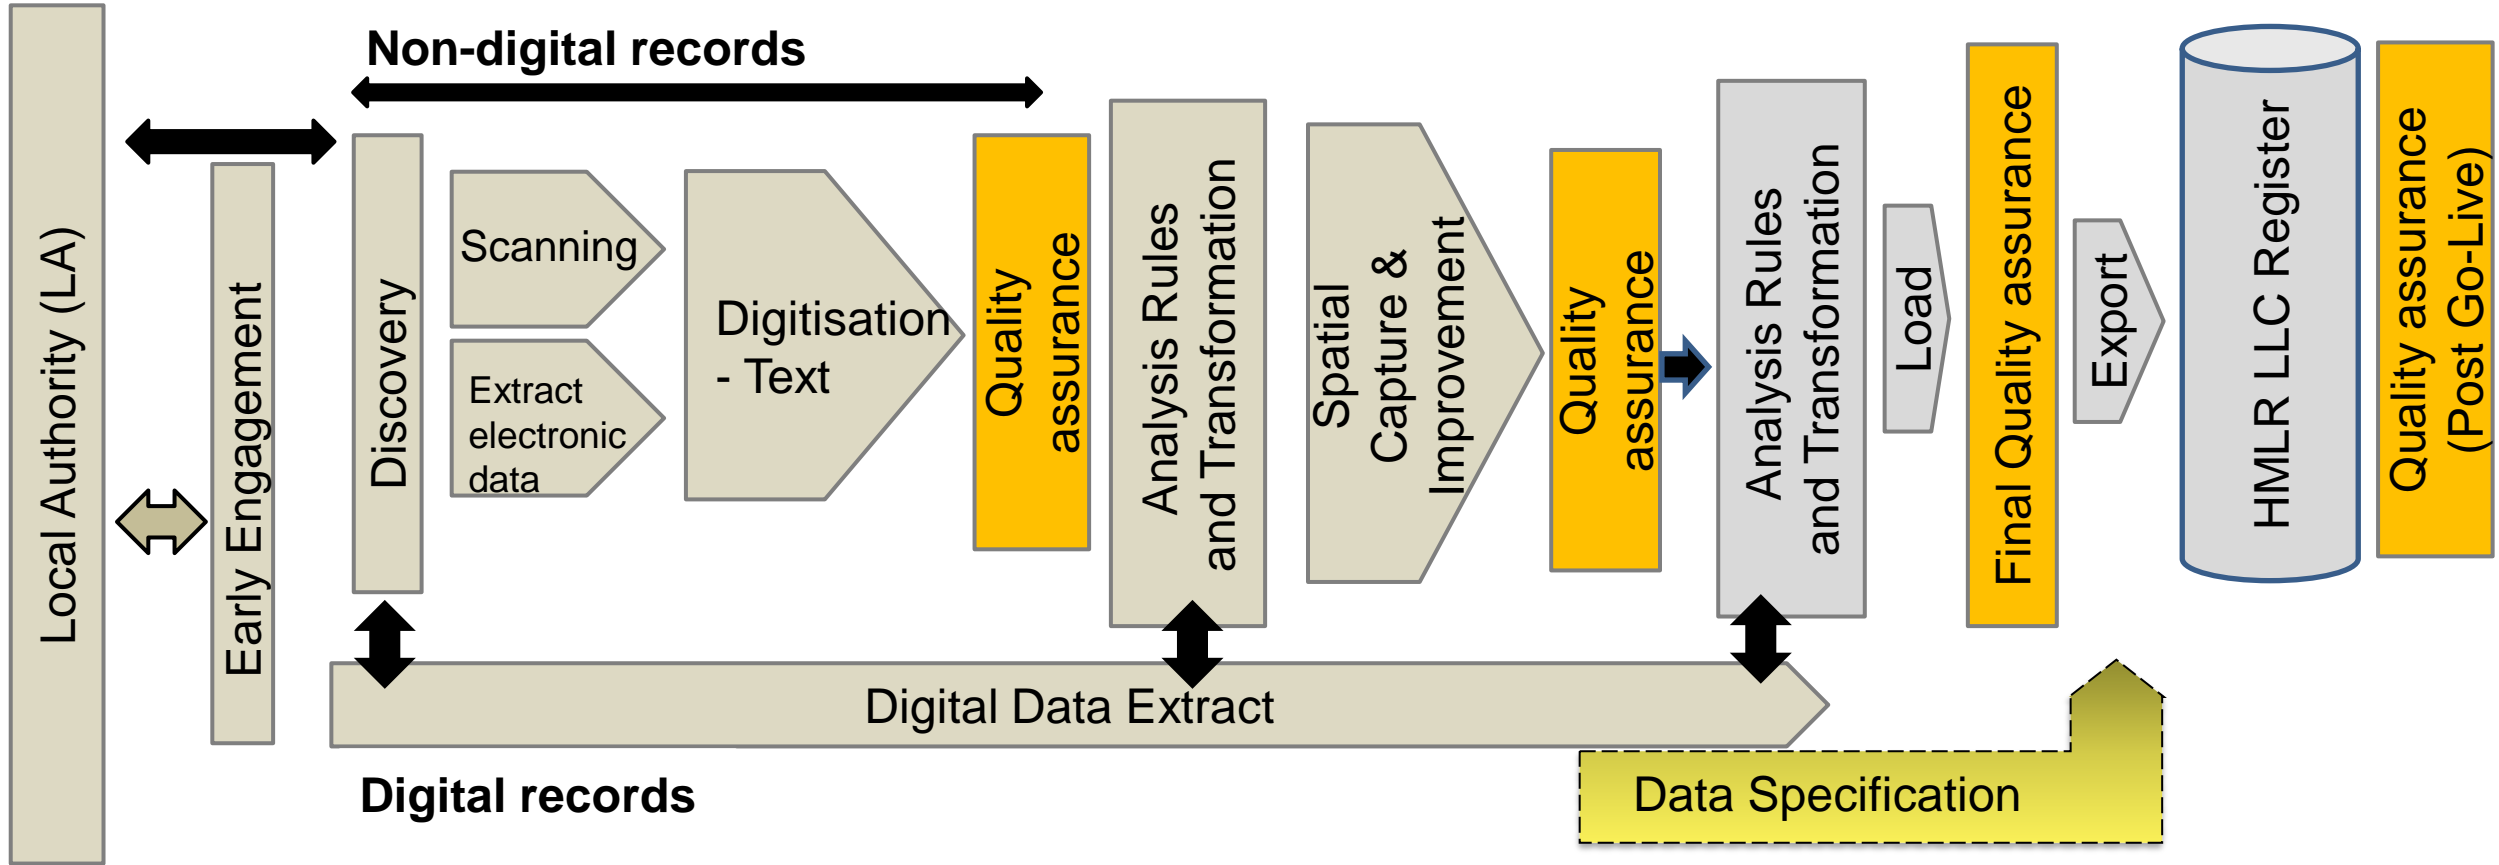 Non-digital records
Local Authority (LA)
Early Engagement
Discovery
Scanning
Extract
electronic
data
Digitisation
- Text
Quality
assurance
Analysis Rules
and Transformation
Spatial
Capture &
Improvement
Quality
assurance
Analysis Rules
and Transformation
Load
Final Quality assurance
Export
HMLR LLC Register
Quality assurance
(Post Go-Live)
Digital Data Extract
Digital records
Data Specification